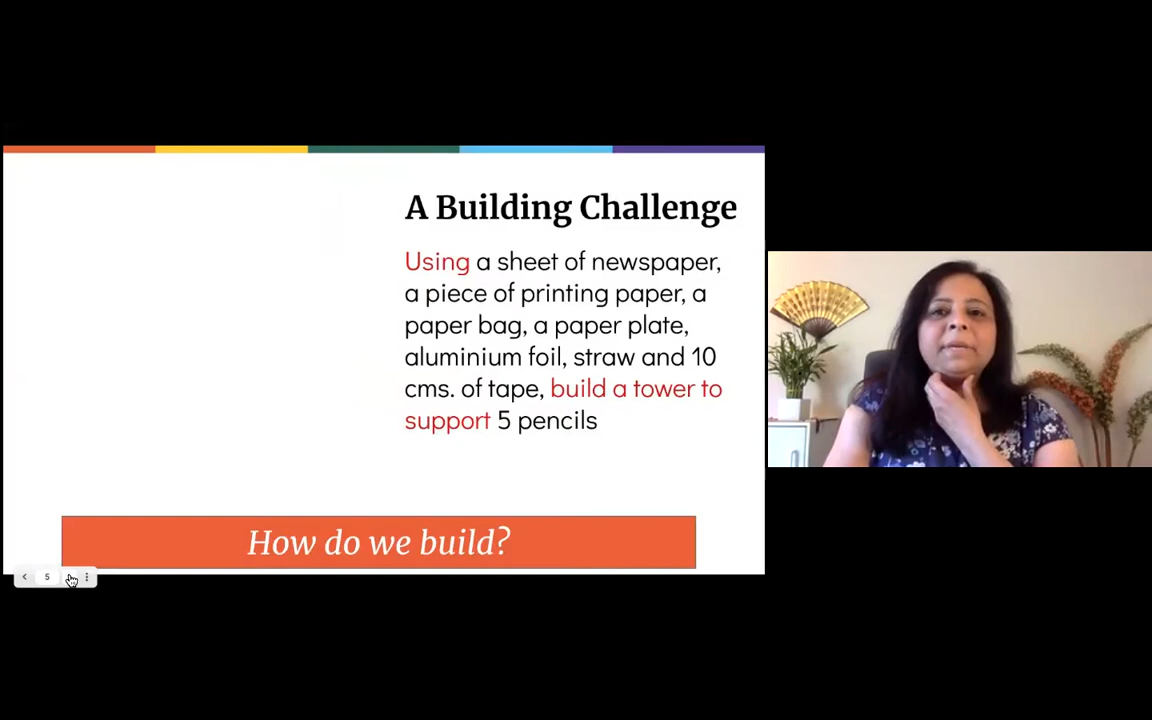 A Building Challenge
Using a sheet of newspaper,
a piece of printing paper, a
paper bag, a paper plate,
aluminium foil, straw and 10
cms. of tape, build a tower to
support 5 pencils
How do we build?
5